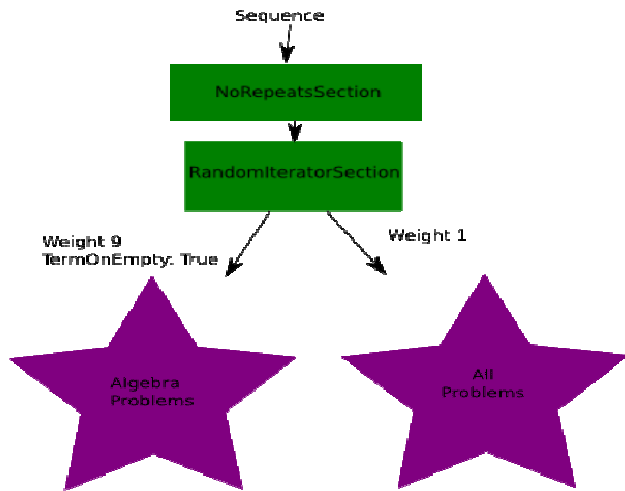 Sequence
NoRepeatsSection
RandomIteratorSection
Weight 9
TermOnEmpty: True
Weight 1
Algebra
Problems
All
Problems